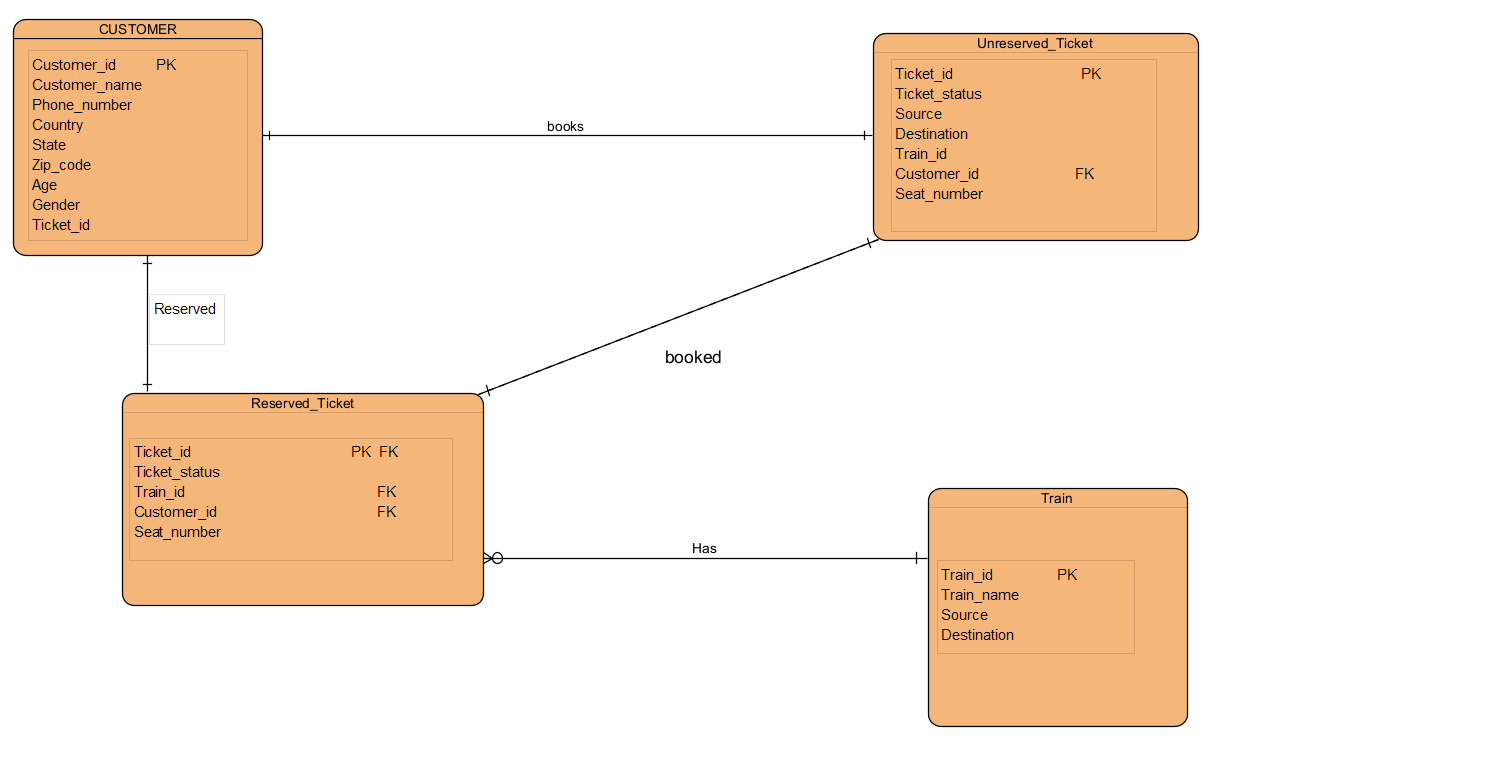 CUSTOMER
Customer_id PK
Customer_name
Phone_number
Country
State
Zip_code
Age
Gender
Ticket_id
books
Unreserved_Ticket
Ticket_id PK
Ticket_status
Source
Destination
Train_id
Customer_id FK
Seat_number
Reserved
booked
Reserved_Ticket
Ticket_id PK FK
Ticket_status
Train_id FK
Customer_id FK
Seat_number
Has
Train
Train_id PK
Train_name
Source
Destination